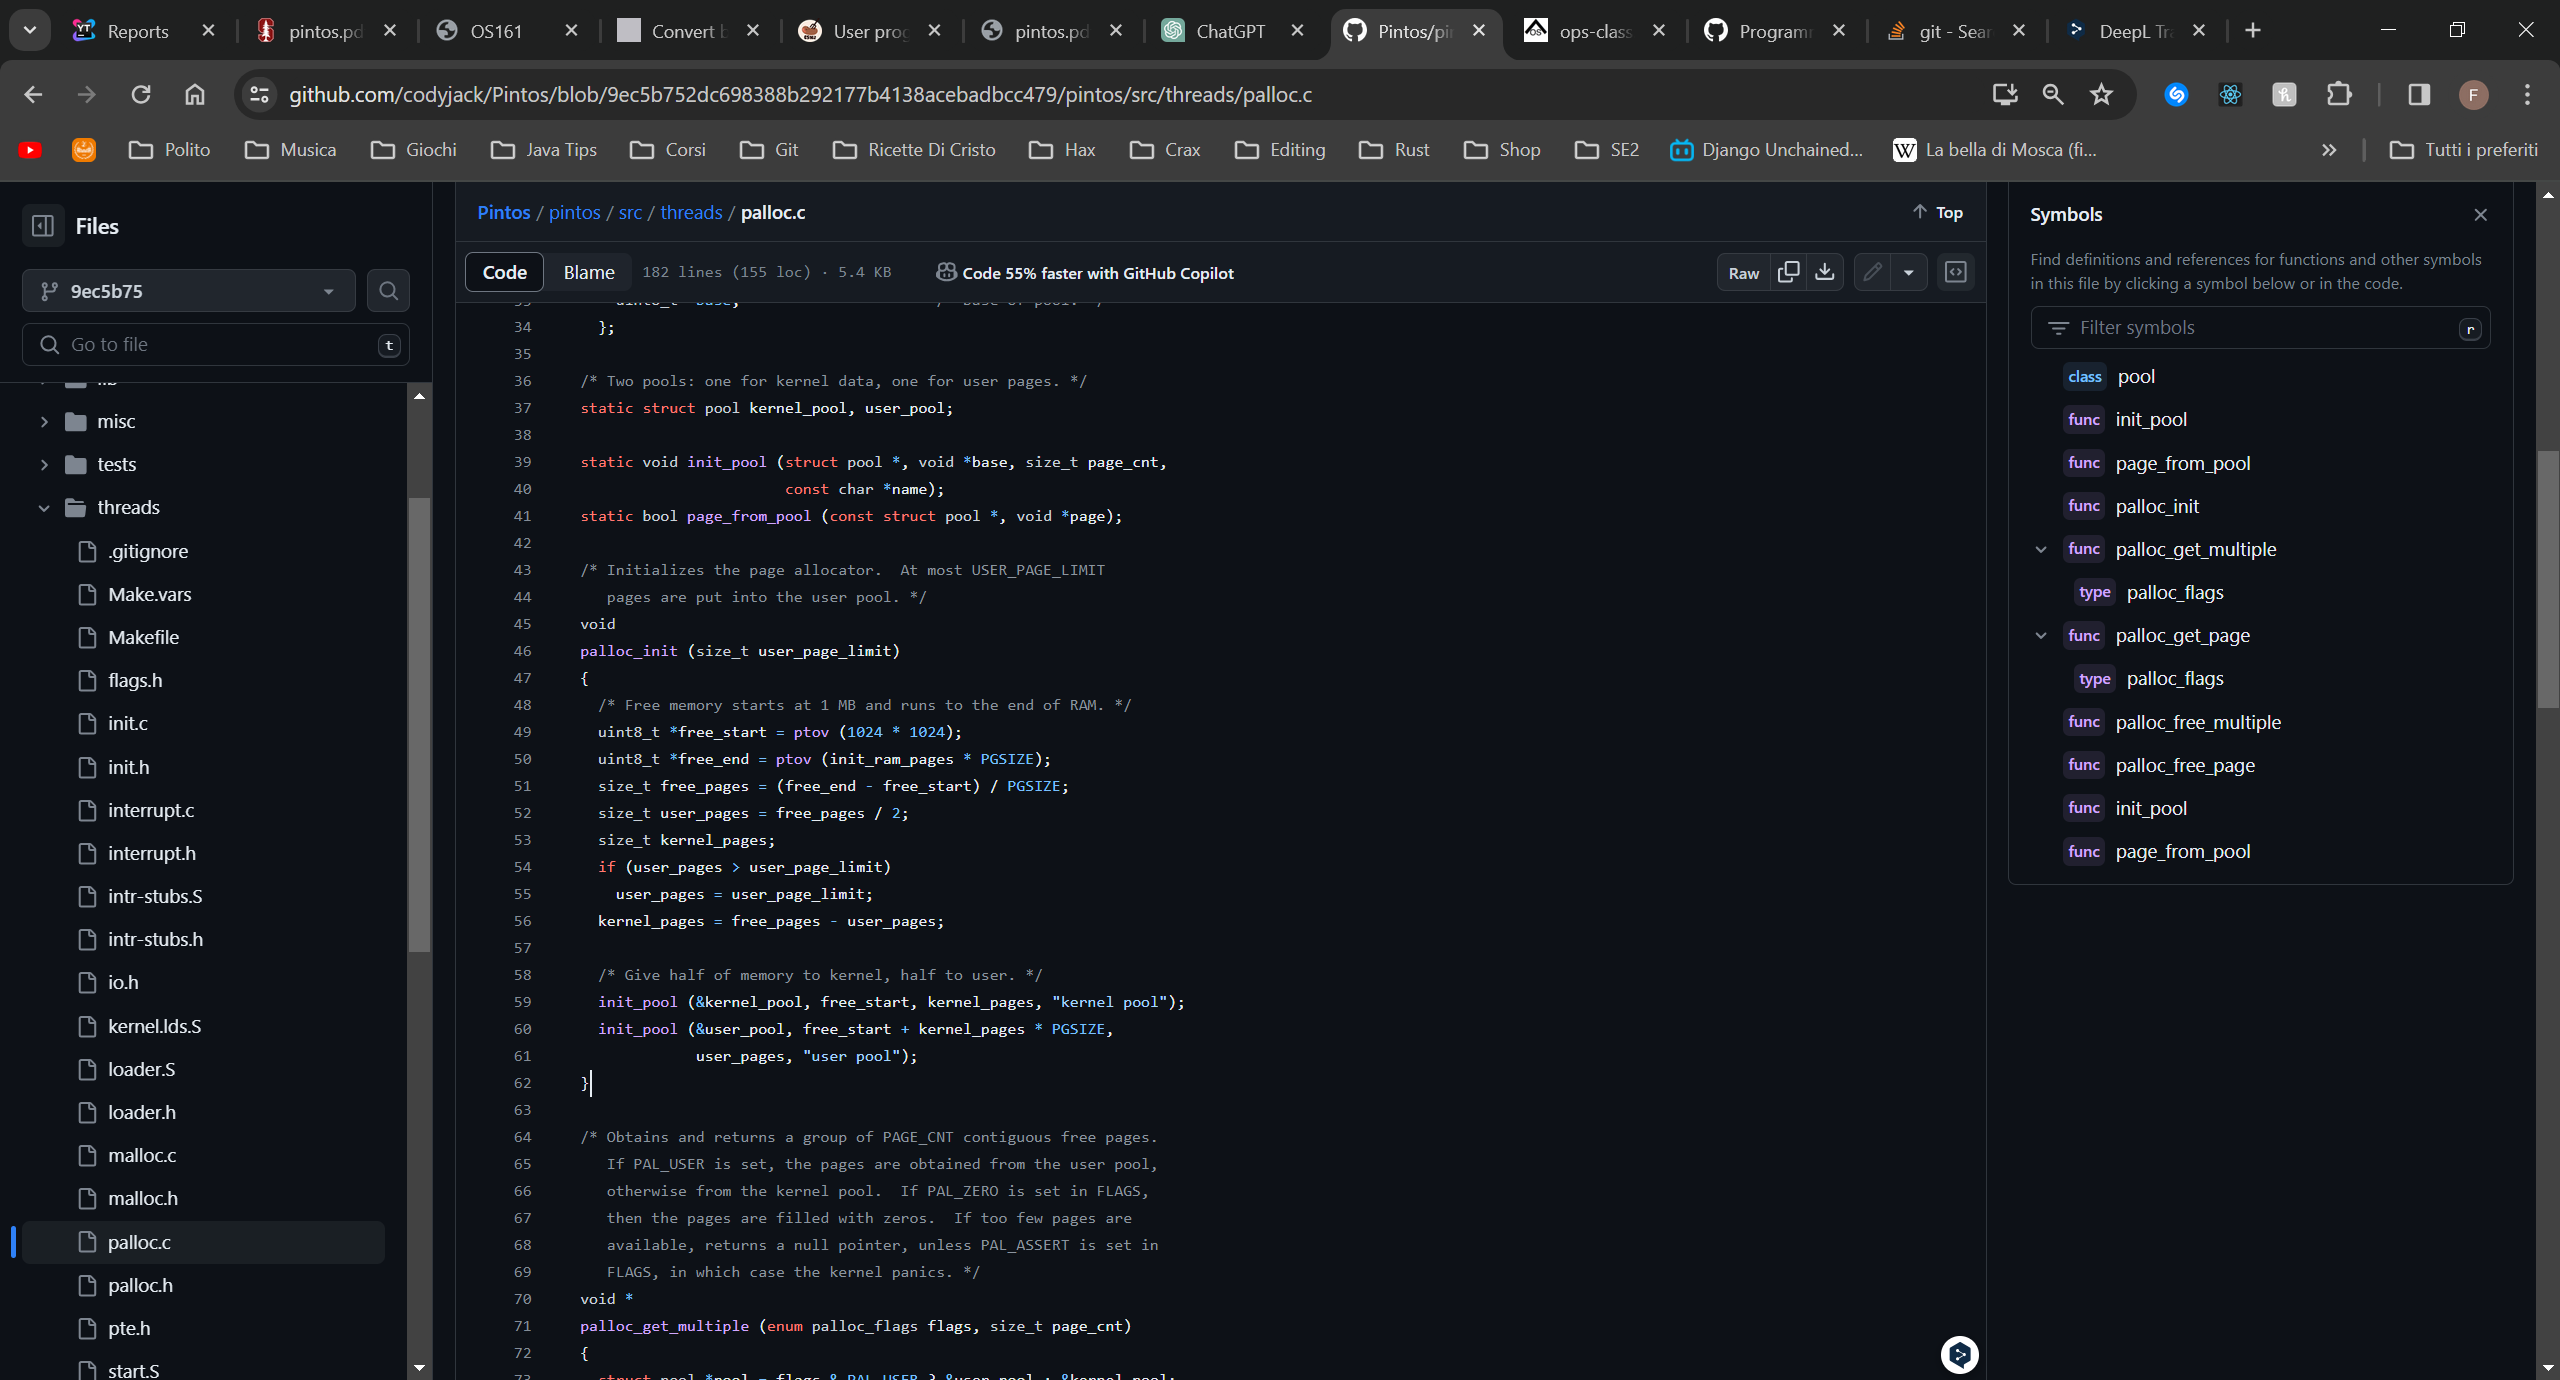 Reports
pintos.pd
OS161
Convert
User prog
pintos.pd
ChatGPT
Pintos/pi
ops-class
Program
git - Sear
DeepL Tr
github.com/codyjack/Pintos/blob/9ec5b752dc698388b292177b4138acebadbcc479/pintos/src/threads/palloc.c
F
Polito
Musica
Giochi
Java Tips
Corsi
Git
Ricette Di Cristo
Hax
Crax
Editing
Rust
Shop
SE2
Django Unchained...
W La bella di Mosca (fi...
»
Tutti i preferiti
Files
9ec5b75
Go to file
t
misc
tests
threads
.gitignore
Make.vars
Makefile
flags.h
init.c
init.h
interrupt.c
interrupt.h
intr-stubs.S
intr-stubs.h
io.h
kernel.lds.S
loader.S
loader.h
malloc.c
malloc.h
palloc.c
palloc.h
pte.h
start.S
Pintos / pintos / src / threads / palloc.c
Top
Code
Blame
182 lines (155 loc) · 5.4 KB
Code 55% faster with GitHub Copilot
Raw
34 };
35
36 /* Two pools: one for kernel data, one for user pages. */
37 static struct pool kernel_pool, user_pool;
38
39 static void init_pool (struct pool *, void *base, size_t page_cnt,
40 const char *name);
41 static bool page_from_pool (const struct pool *, void *page);
42
43 /* Initializes the page allocator.  At most USER_PAGE_LIMIT
44 pages are put into the user pool. */
45 void
46 palloc_init (size_t user_page_limit)
47 {
48 /* Free memory starts at 1 MB and runs to the end of RAM. */
49 uint8_t *free_start = ptov (1024 * 1024);
50 uint8_t *free_end = ptov (init_ram_pages * PGSIZE);
51 size_t free_pages = (free_end - free_start) / PGSIZE;
52 size_t user_pages = free_pages / 2;
53 size_t kernel_pages;
54 if (user_pages > user_page_limit)
55 user_pages = user_page_limit;
56 kernel_pages = free_pages - user_pages;
57
58 /* Give half of memory to kernel, half to user. */
59 init_pool (&kernel_pool, free_start, kernel_pages, "kernel pool");
60 init_pool (&user_pool, free_start + kernel_pages * PGSIZE,
61 user_pages, "user pool");
62 }
63
64 /* Obtains and returns a group of PAGE_CNT contiguous free pages.
65 If PAL_USER is set, the pages are obtained from the user pool,
66 otherwise from the kernel pool.  If PAL_ZERO is set in FLAGS,
67 then the pages are filled with zeros.  If too few pages are
68 available, returns a null pointer, unless PAL_ASSERT is set in
69 FLAGS, in which case the kernel panics. */
70 void *
71 palloc_get_multiple (enum palloc_flags flags, size_t page_cnt)
72 {
73 struct pool *pool = flags & PAL_USER ? &user_pool : &kernel_pool;
Symbols
Find definitions and references for functions and other symbols
in this file by clicking a symbol below or in the code.
Filter symbols
r
class pool
func init_pool
func page_from_pool
func palloc_init
func palloc_get_multiple
type palloc_flags
func palloc_get_page
type palloc_flags
func palloc_free_multiple
func palloc_free_page
func init_pool
func page_from_pool